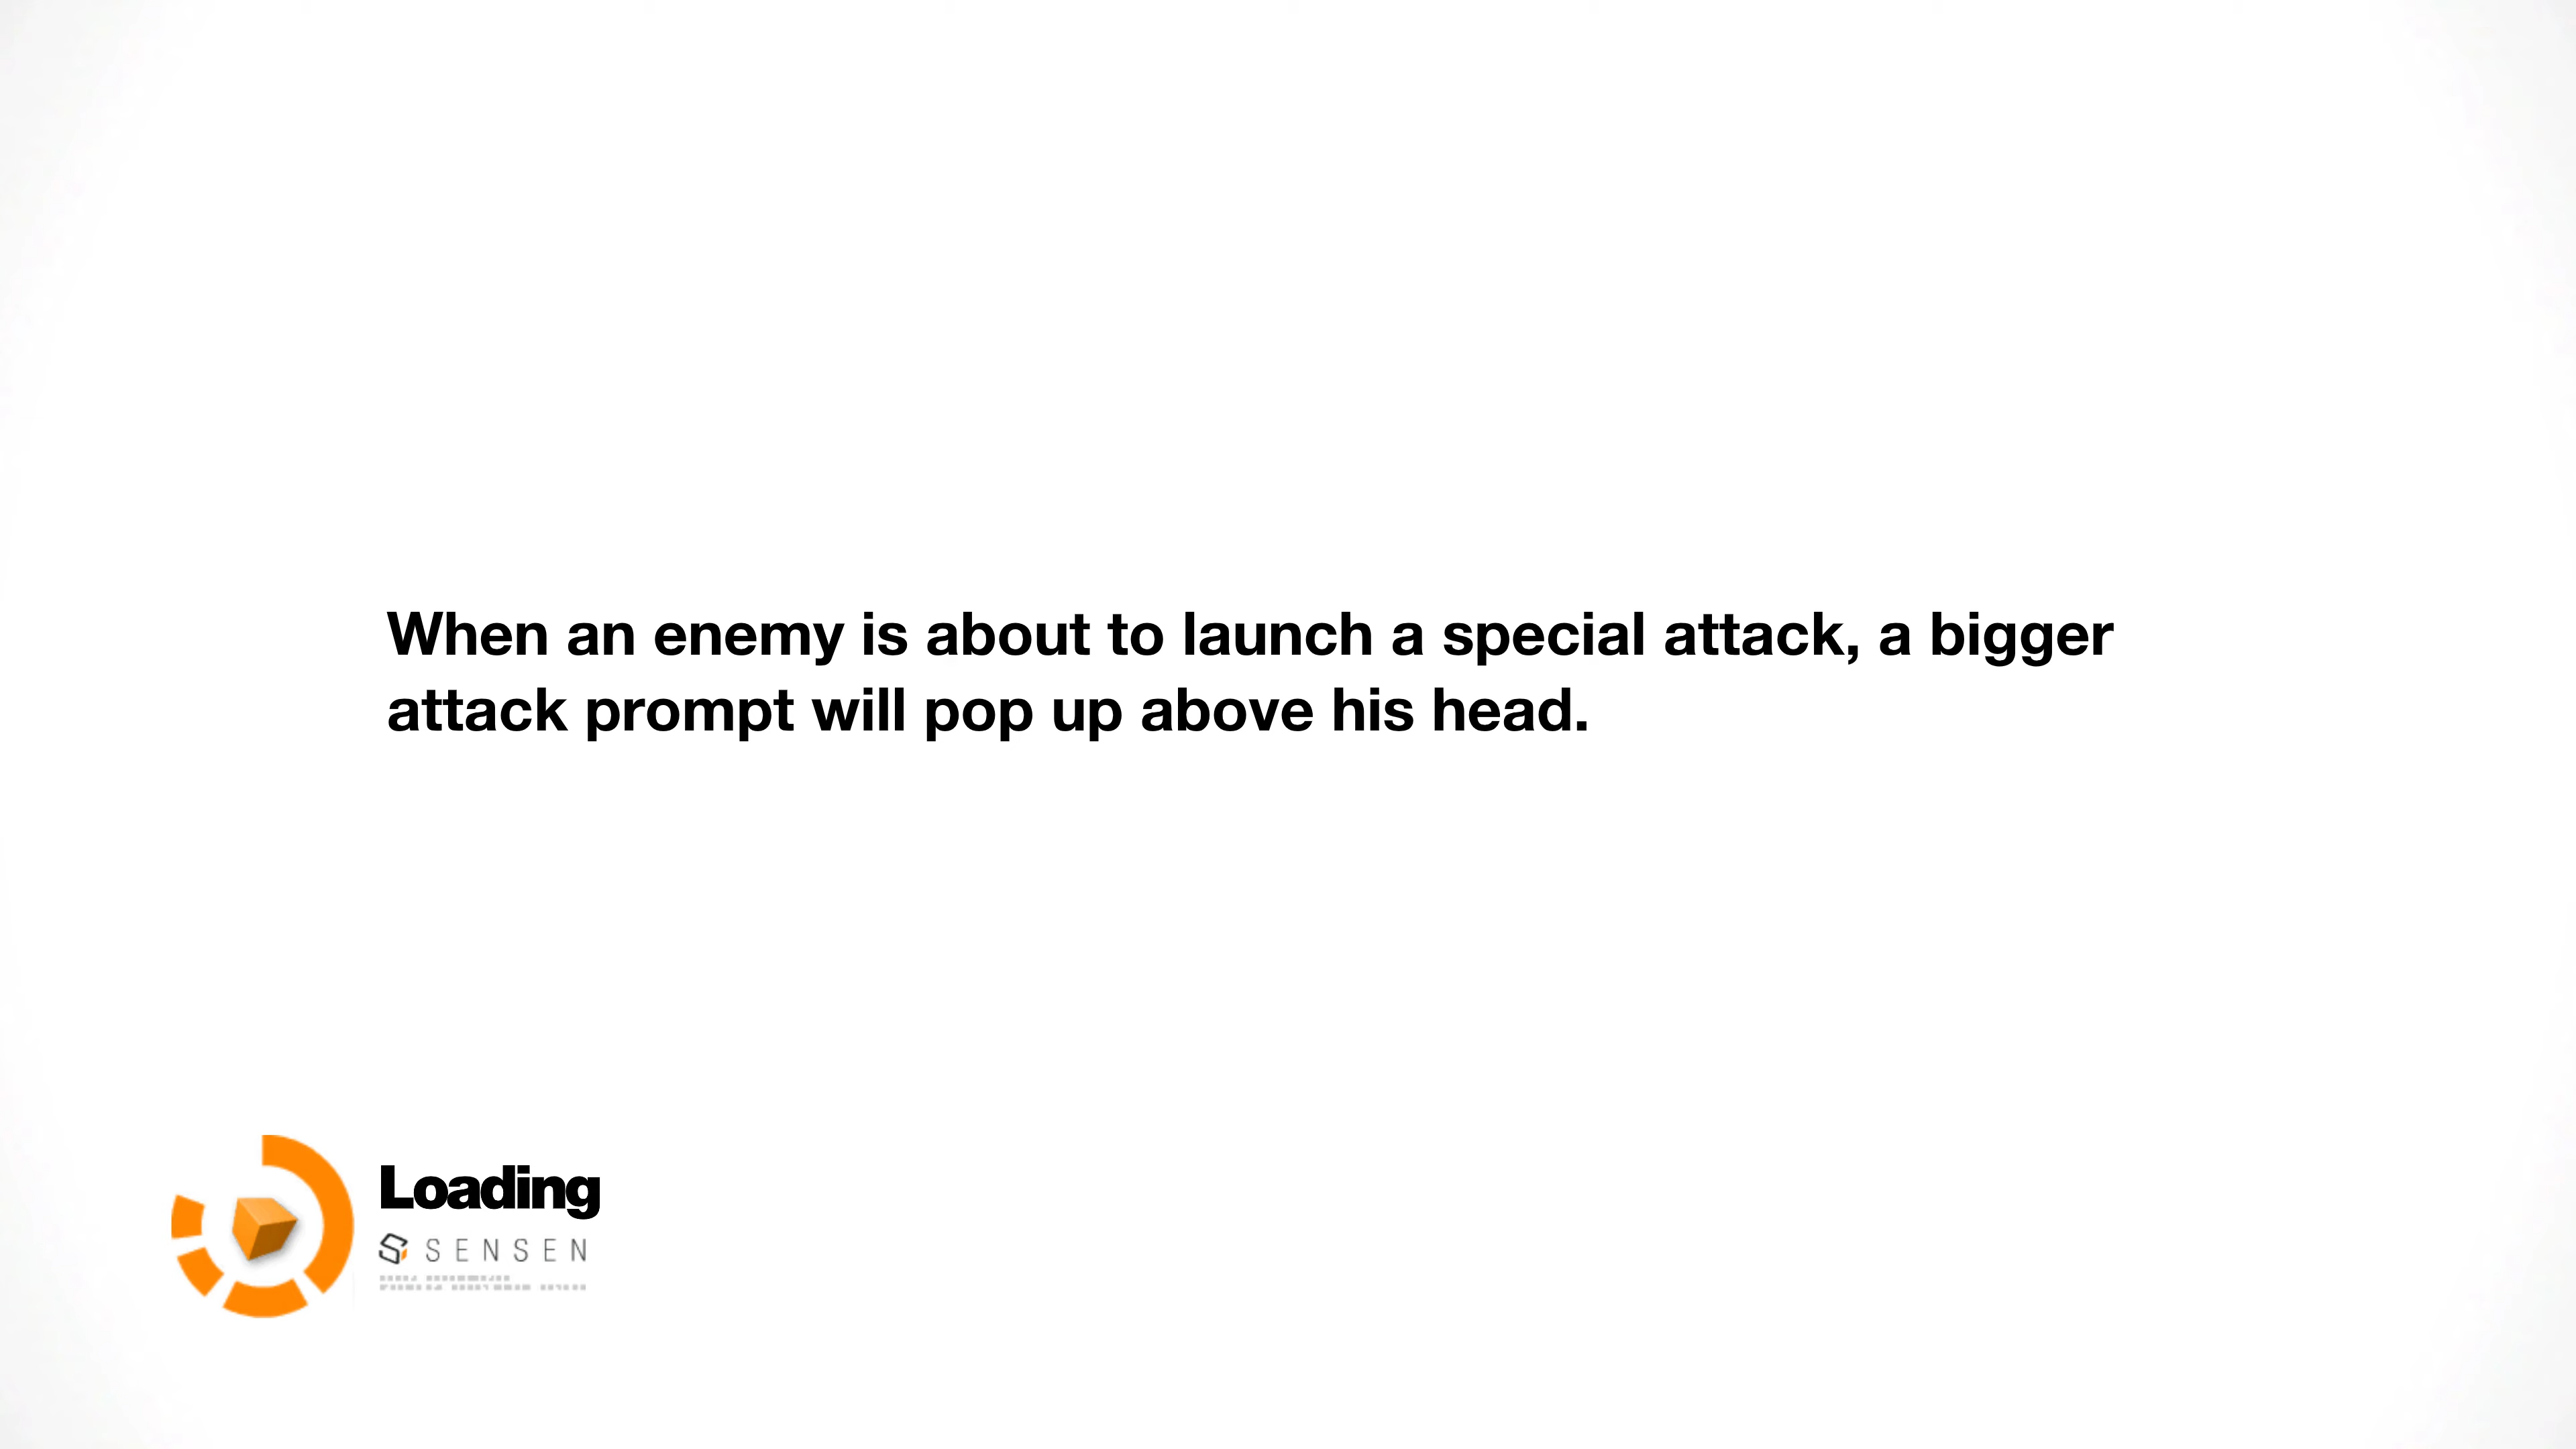 When an enemy is about to launch a special attack, a bigger
attack prompt will pop up above his head.
Loading
SENSEN